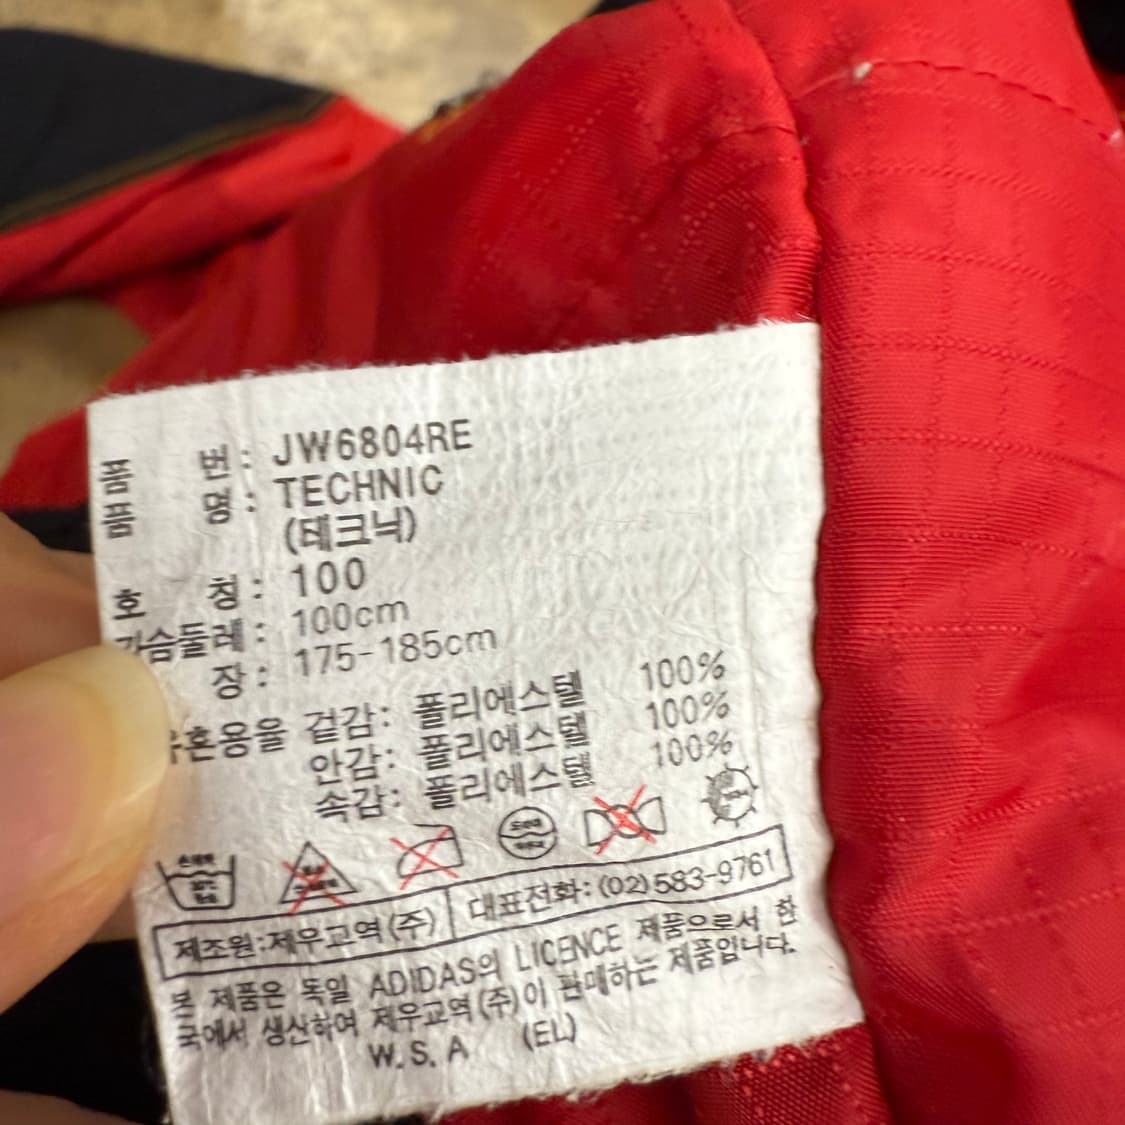 품 번: JW6804RE
품 명: TECHNIC
(테크닉)
호 칭: 100
가슴둘레: 100cm
장: 175-185cm
혼용율 겉감: 폴리에스텔 100%
안감: 폴리에스텔 100%
속감: 폴리에스텔 100%
제조원:제우교역(주) 대표전화:(02)583-9761
본 제품은 독일 ADIDAS의 LICENCE 제품으로서 한
국에서 생산하여 제우교역(주)이 판매하는 제품입니다.
W.S.A (EL)